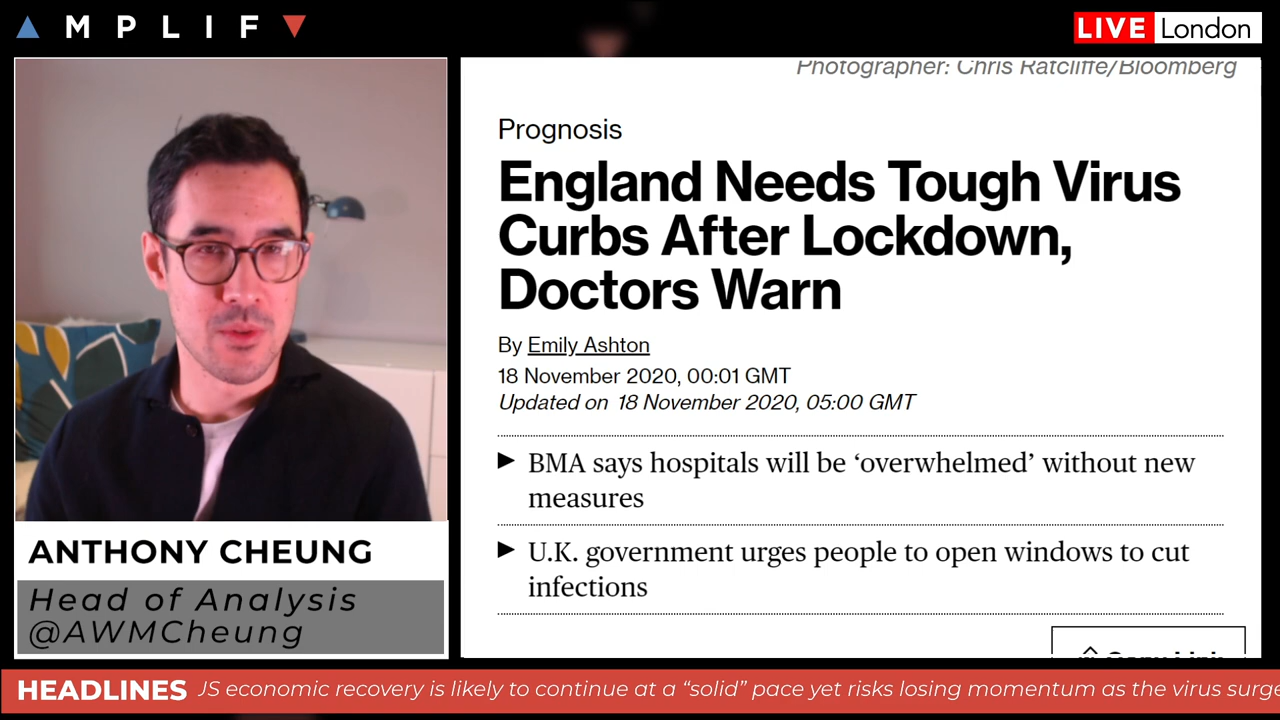 AMPLIFY
LIVE London
Photographer: Chris Ratcliffe/Bloomberg
Prognosis
England Needs Tough Virus
Curbs After Lockdown,
Doctors Warn
By Emily Ashton
18 November 2020, 00:01 GMT
Updated on 18 November 2020, 05:00 GMT
BMA says hospitals will be ‘overwhelmed’ without new
measures
U.K. government urges people to open windows to cut
infections
ANTHONY CHEUNG
Head of Analysis
@AWMCheung
HEADLINES US economic recovery is likely to continue at a “solid” pace yet risks losing momentum as the virus surge